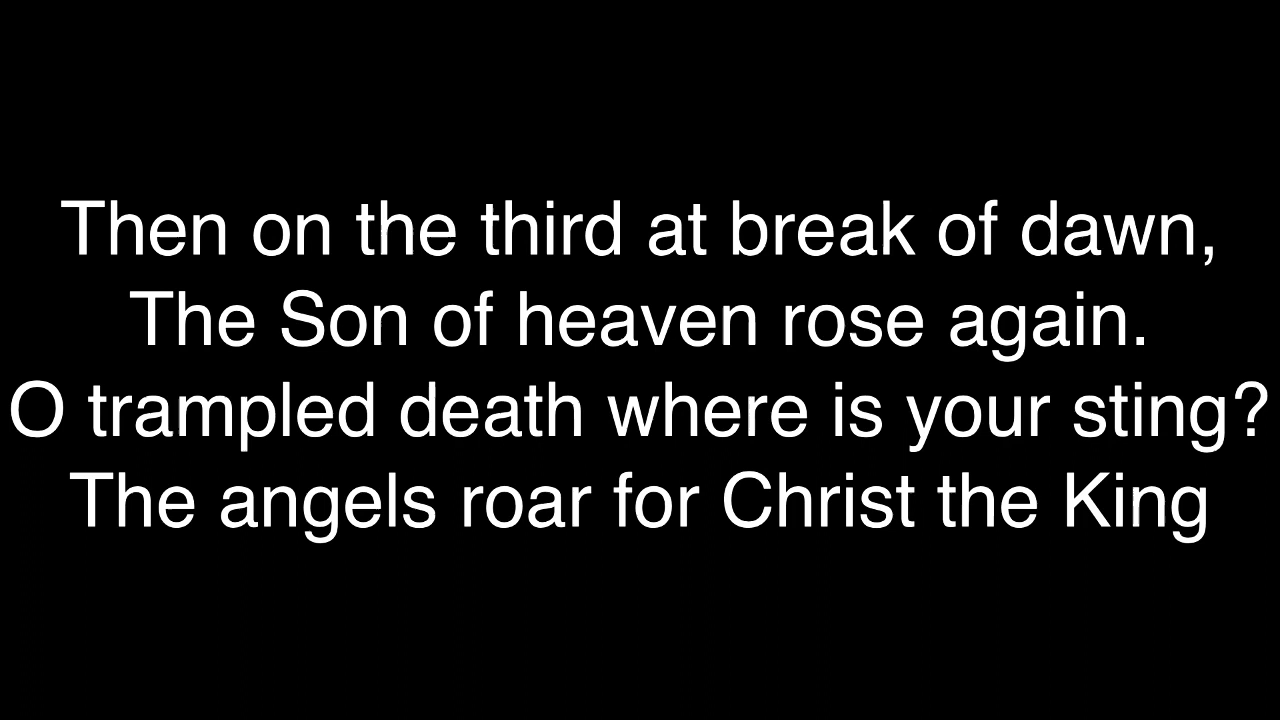 Then on the third at break of dawn,
The Son of heaven rose again.
O trampled death where is your sting?
The angels roar for Christ the King